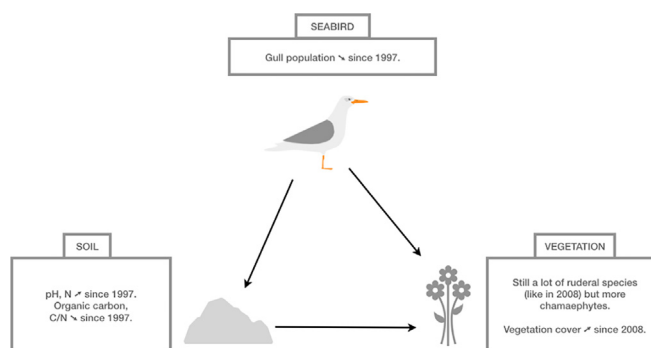 SEABIRD
Gull population ➘ since 1997.
SOIL
pH, N ➚ since 1997.
Organic carbon,
C/N ➘ since 1997.
VEGETATION
Still a lot of ruderal species
(like in 2008) but more
chamaephytes.
Vegetation cover ➚ since 2008.